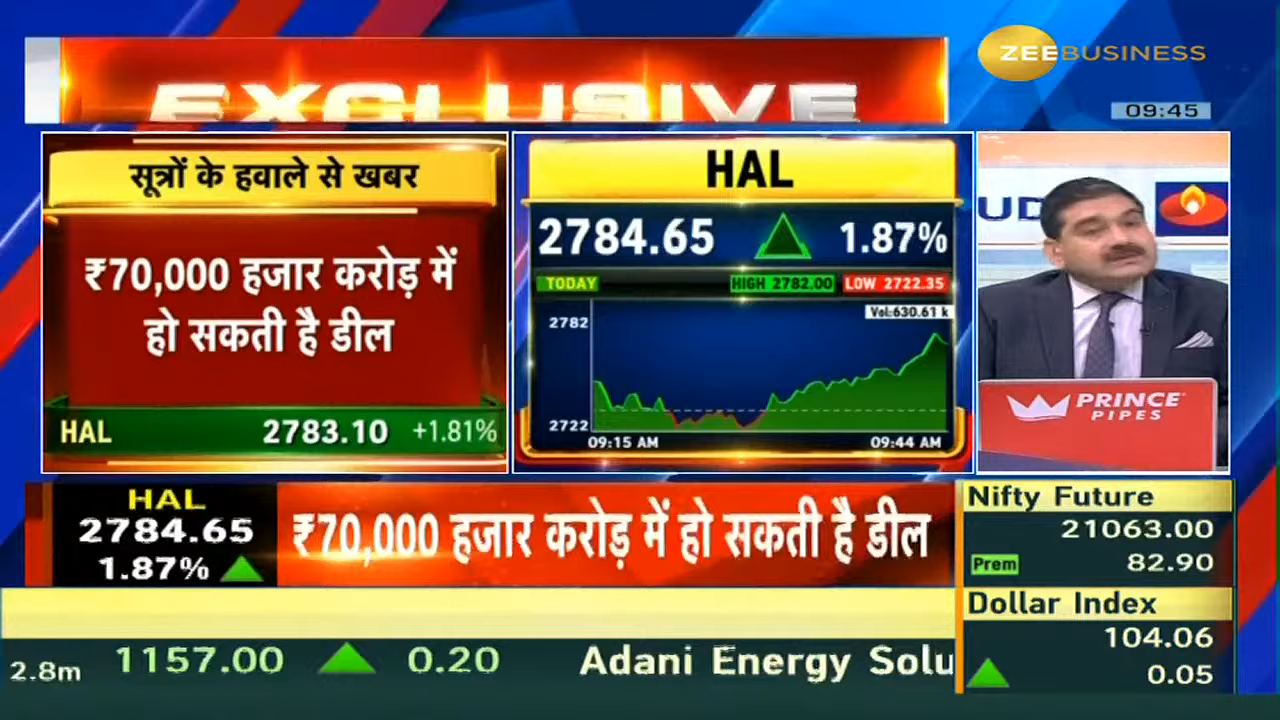 EXCLUSIVE
ZEEBUSINESS
09:45
सूत्रों के हवाले से खबर
₹70,000 हजार करोड़ में
हो सकती है डील
HAL 2783.10 +1.81%
HAL
2784.65 1.87%
TODAY HIGH 2782.00 LOW 2722.35
Vol:630.61 k
2782
2722
09:15 AM 09:44 AM
UD
PRINCE
PIPES
HAL
2784.65
1.87%
₹70,000 हजार करोड़ में हो सकती है डील
Nifty Future
21063.00
Prem 82.90
Dollar Index
104.06
0.05
2.8m 1157.00 0.20 Adani Energy Solu